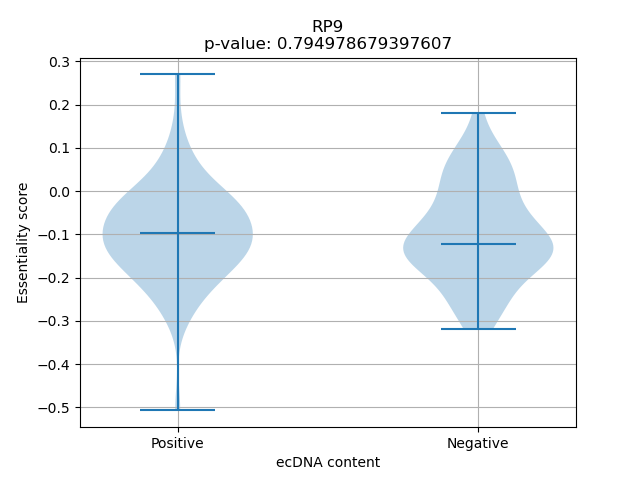 RP9
p-value: 0.794978679397607
Essentiality score
0.3
0.2
0.1
0.0
−0.1
−0.2
−0.3
−0.4
−0.5
Positive
Negative
ecDNA content